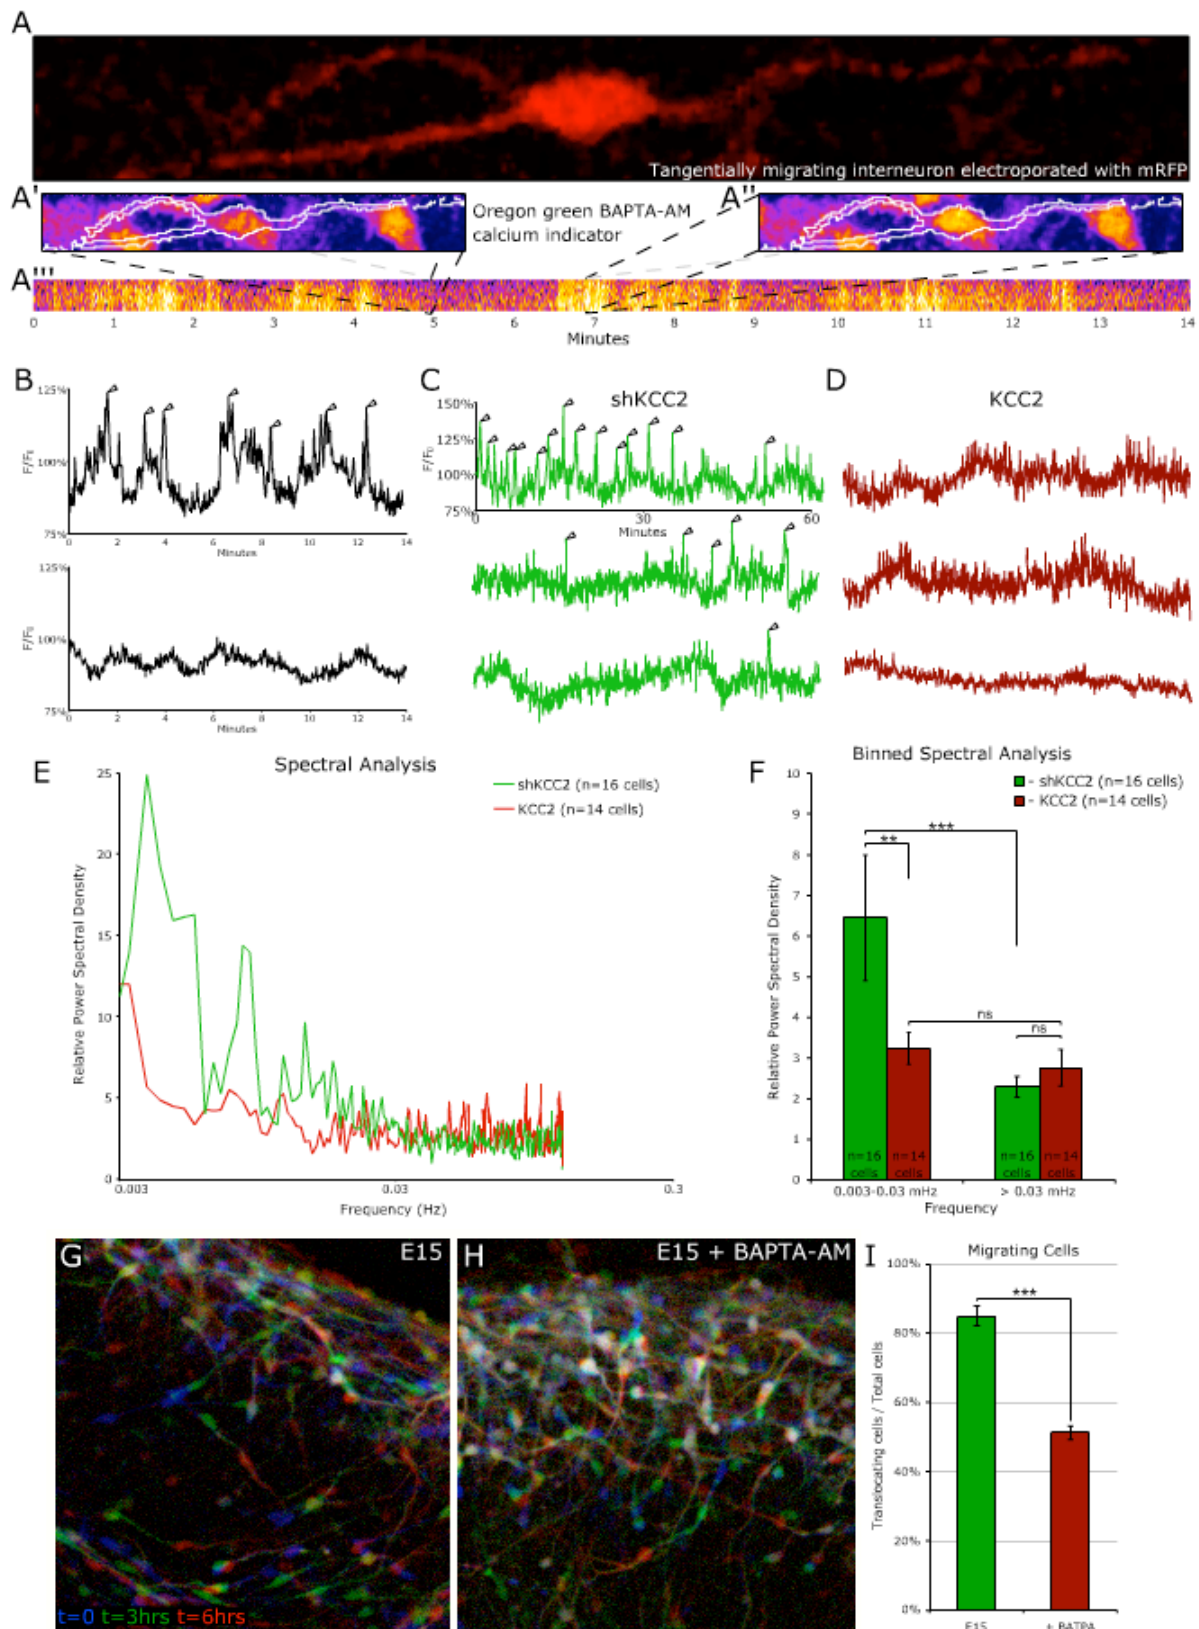 A
Tangentially migrating interneuron electroporated with mRFP
A'
Oregon green BAPTA-AM
calcium indicator
A''
A'''
0 1 2 3 4 5 6 7 8 9 10 11 12 13 14
Minutes
B
125%
100%
75%
F/F₀
0 2 4 6 8 10 12 14
Minutes
125%
100%
75%
F/F₀
0 2 4 6 8 10 12 14
Minutes
C
shKCC2
150%
125%
100%
75%
F/F₀
0 30 60
Minutes
D
KCC2
E
Spectral Analysis
shKCC2 (n=16 cells)
KCC2 (n=14 cells)
25
20
15
10
5
0
Relative Power Spectral Density
0.003 0.03 0.3
Frequency (Hz)
F
Binned Spectral Analysis
- shKCC2 (n=16 cells)
- KCC2 (n=14 cells)
10
9
8
7
6
5
4
3
2
1
0
Relative Power Spectral Density
***
**
ns
ns
n=16 cells
n=14 cells
n=16 cells
n=14 cells
0.003-0.03 mHz > 0.03 mHz
Frequency
G
E15
t=0 t=3hrs t=6hrs
H
E15 + BAPTA-AM
I
Migrating Cells
100%
80%
60%
40%
20%
0%
Translocating cells / Total cells
***
E15 + BATPA